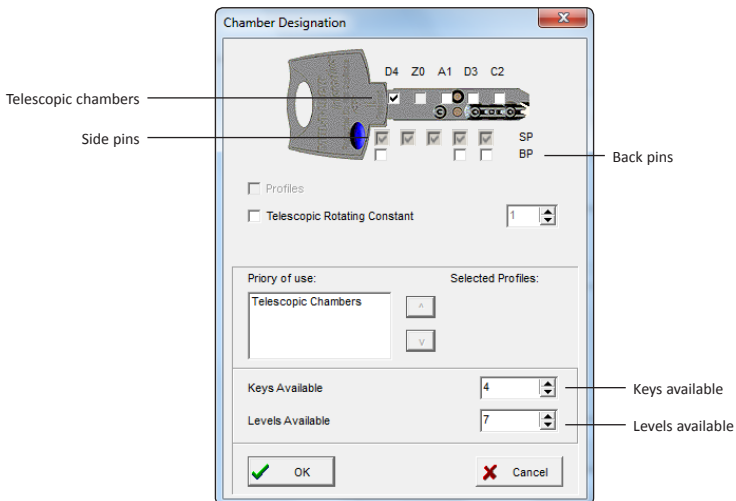 Chamber Designation
D4 Z0 A1 D3 C2
Telescopic chambers
Side pins
SP
BP
Back pins
Profiles
Telescopic Rotating Constant 1
Priory of use: Selected Profiles:
Telescopic Chambers
^
v
Keys Available 4
Keys available
Levels Available 7
Levels available
OK Cancel